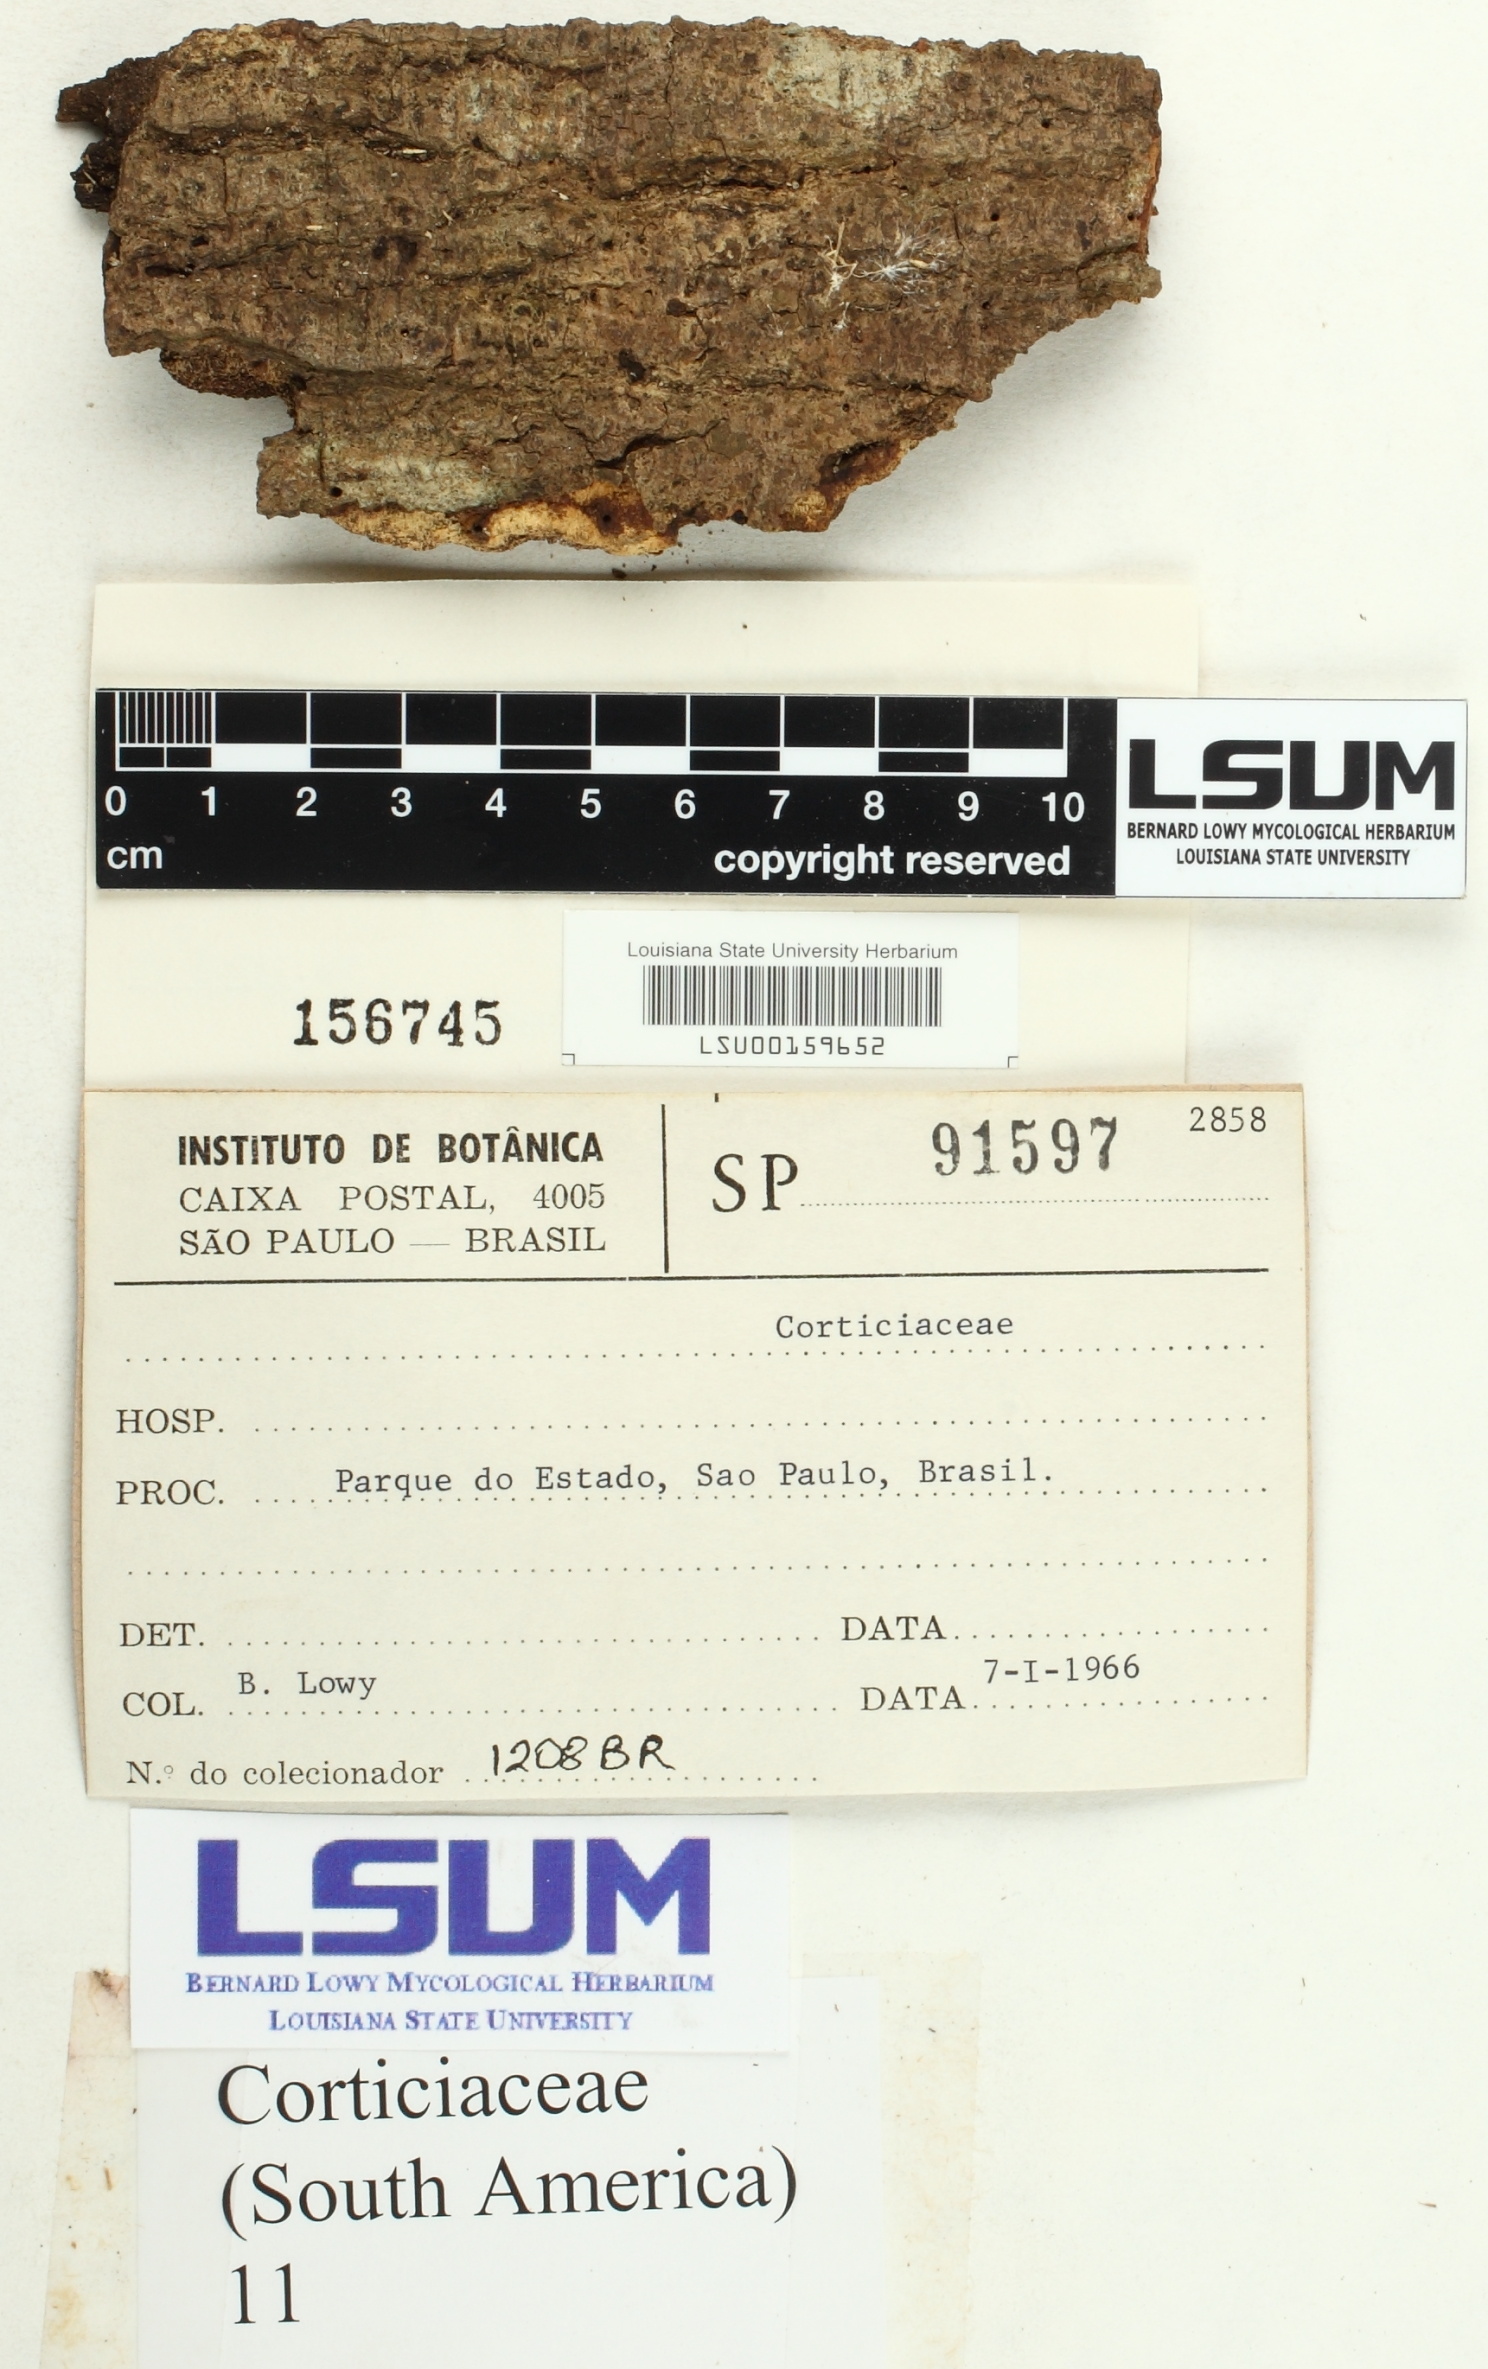 0 1 2 3 4 5 6 7 8 9 10
cm
copyright reserved
LSUM
BERNARD LOWY MYCOLOGICAL HERBARIUM
LOUISIANA STATE UNIVERSITY
Louisiana State University Herbarium
LSU00159652
156745
INSTITUTO DE BOTÂNICA
CAIXA POSTAL, 4005
SÃO PAULO — BRASIL
SP 91597
2858
Corticiaceae
HOSP.
PROC. Parque do Estado, Sao Paulo, Brasil.
DET. DATA
COL. B. Lowy DATA 7-I-1966
N.º do colecionador 1208BR
LSUM
BERNARD LOWY MYCOLOGICAL HERBARIUM
LOUISIANA STATE UNIVERSITY
Corticiaceae
(South America)
11